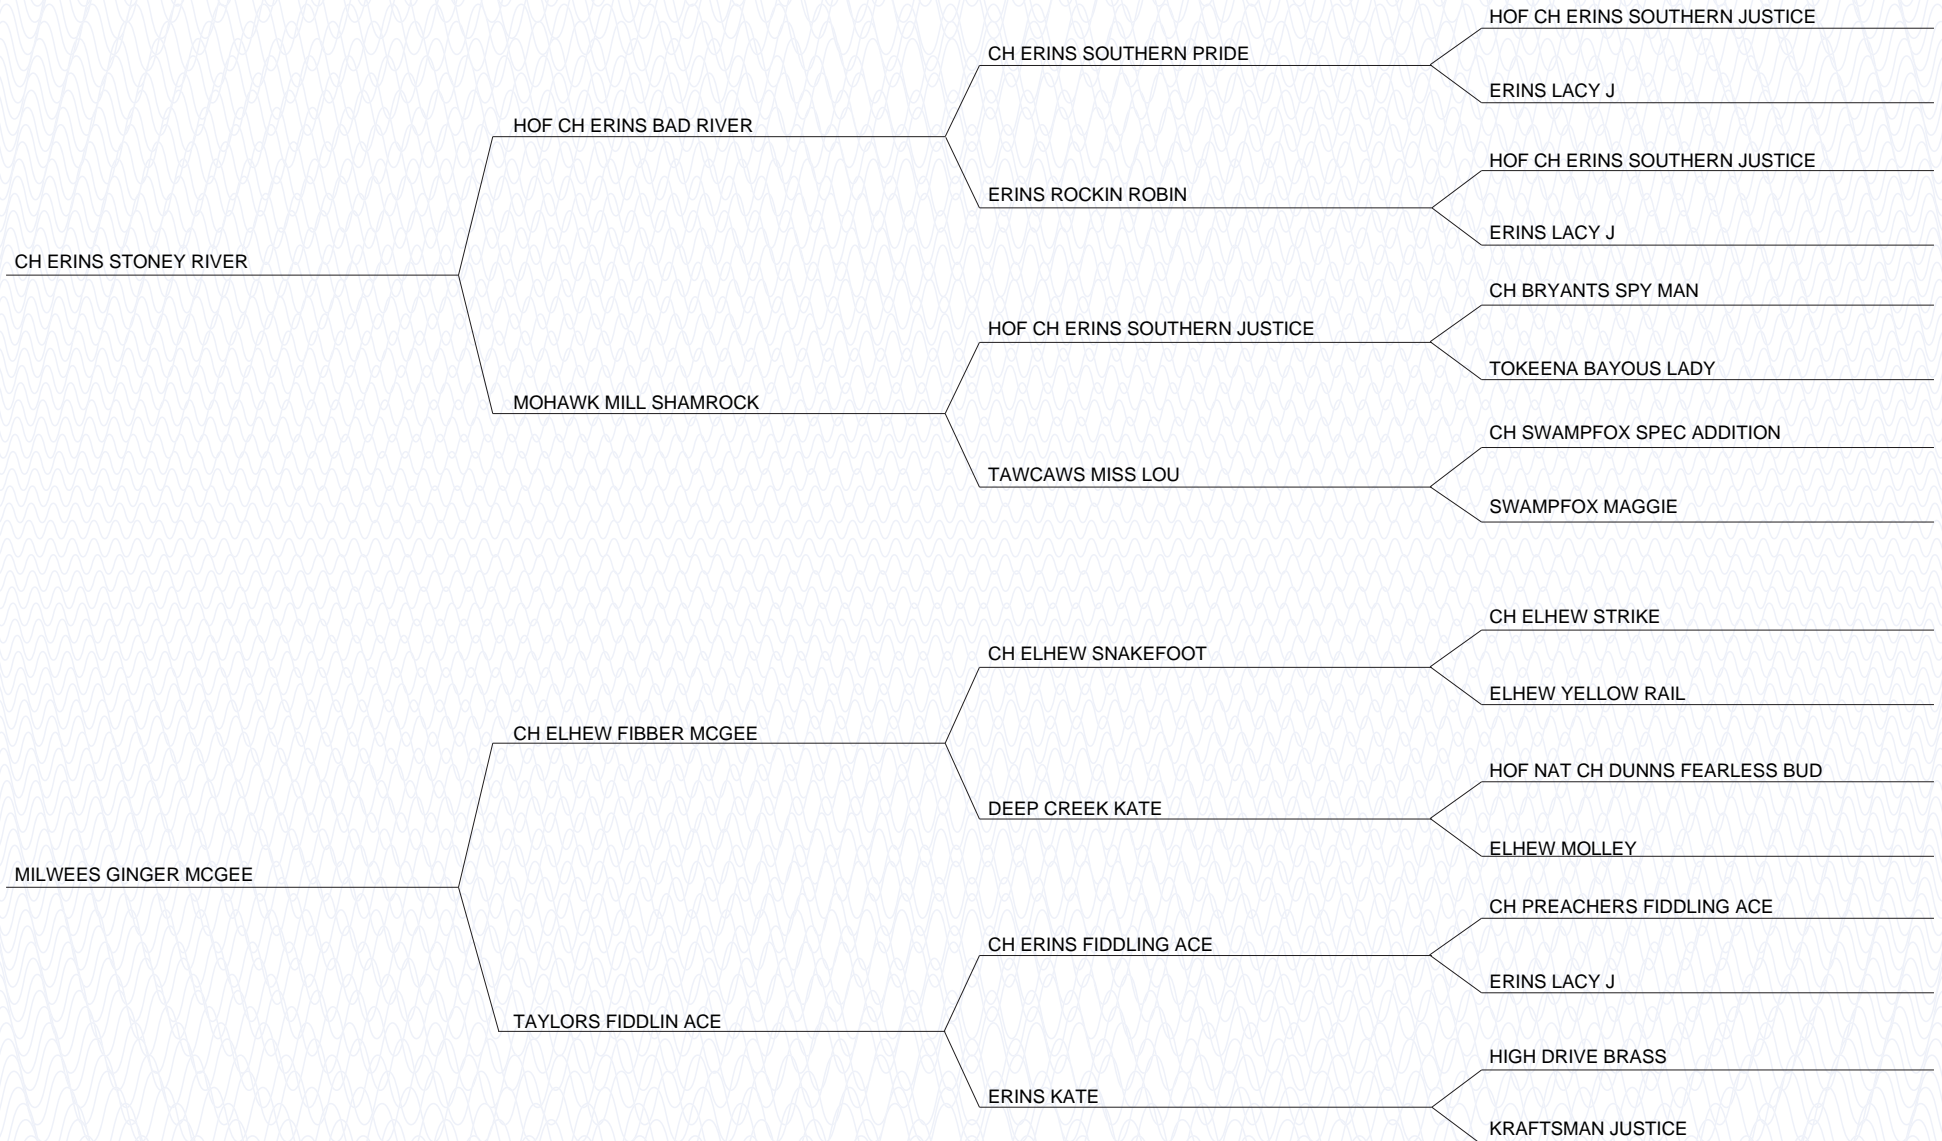 HOF CH ERINS SOUTHERN JUSTICE
CH ERINS SOUTHERN PRIDE
ERINS LACY J
HOF CH ERINS BAD RIVER
HOF CH ERINS SOUTHERN JUSTICE
ERINS ROCKIN ROBIN
ERINS LACY J
CH ERINS STONEY RIVER
CH BRYANTS SPY MAN
HOF CH ERINS SOUTHERN JUSTICE
TOKEENA BAYOUS LADY
MOHAWK MILL SHAMROCK
CH SWAMPFOX SPEC ADDITION
TAWCAWS MISS LOU
SWAMPFOX MAGGIE
CH ELHEW STRIKE
CH ELHEW SNAKEFOOT
ELHEW YELLOW RAIL
CH ELHEW FIBBER MCGEE
HOF NAT CH DUNNS FEARLESS BUD
DEEP CREEK KATE
ELHEW MOLLEY
MILWEES GINGER MCGEE
CH PREACHERS FIDDLING ACE
CH ERINS FIDDLING ACE
ERINS LACY J
TAYLORS FIDDLIN ACE
HIGH DRIVE BRASS
ERINS KATE
KRAFTSMAN JUSTICE